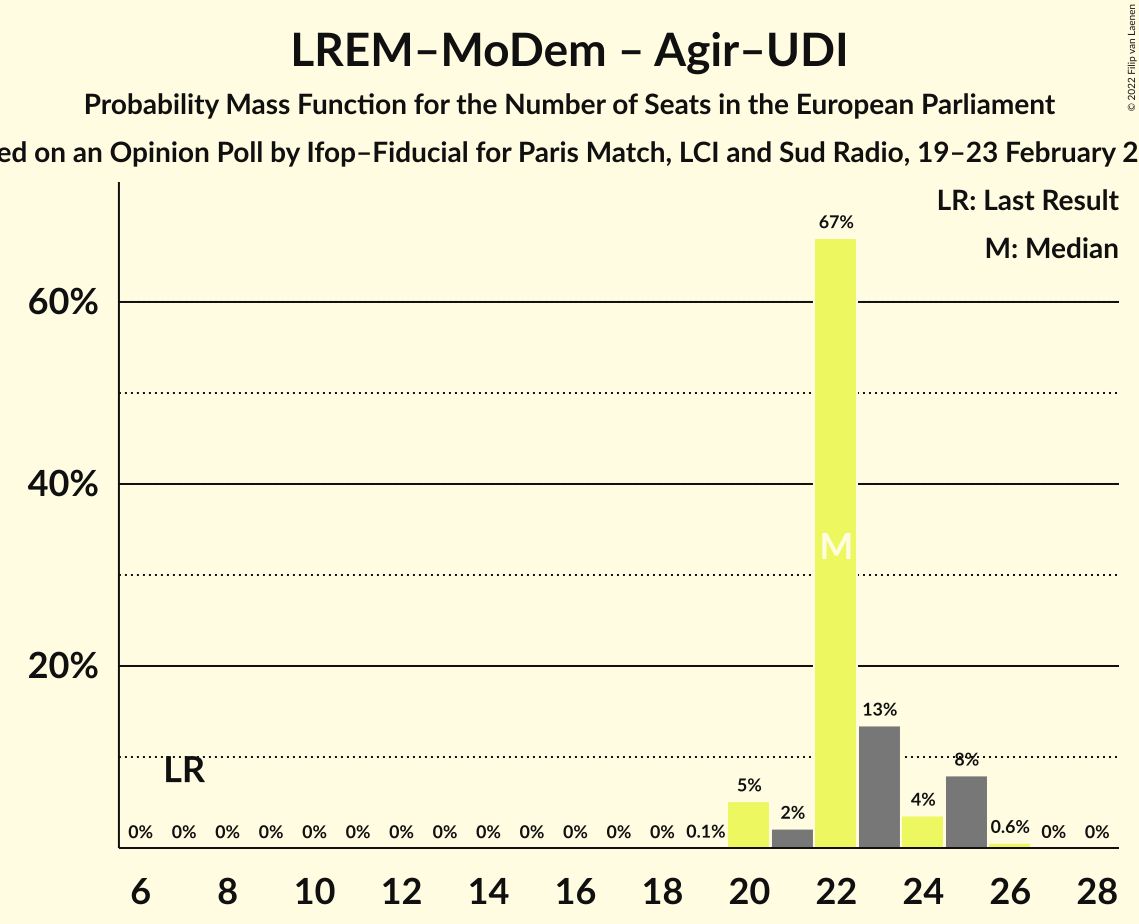 LREM–MoDem – Agir–UDI
Probability Mass Function for the Number of Seats in the European Parliament
ed on an Opinion Poll by Ifop–Fiducial for Paris Match, LCI and Sud Radio, 19–23 February 2
© 2022 Filip van Laenen
LR: Last Result
M: Median
67%
60%
40%
M
20%
13%
LR
8%
5%
4%
2%
0% 0% 0% 0% 0% 0% 0% 0% 0% 0% 0% 0% 0% 0.1% 0.6% 0% 0%
6 8 10 12 14 16 18 20 22 24 26 28